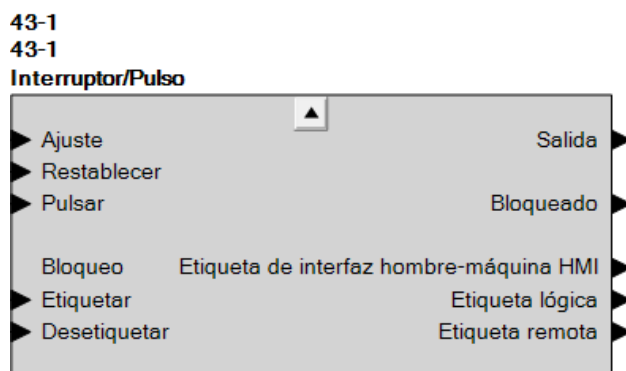 43-1
43-1
Interruptor/Pulso
Ajuste Salida
Restablecer
Pulsar Bloqueado
Bloqueo Etiqueta de interfaz hombre-máquina HMI
Etiquetar Etiqueta lógica
Desetiquetar Etiqueta remota